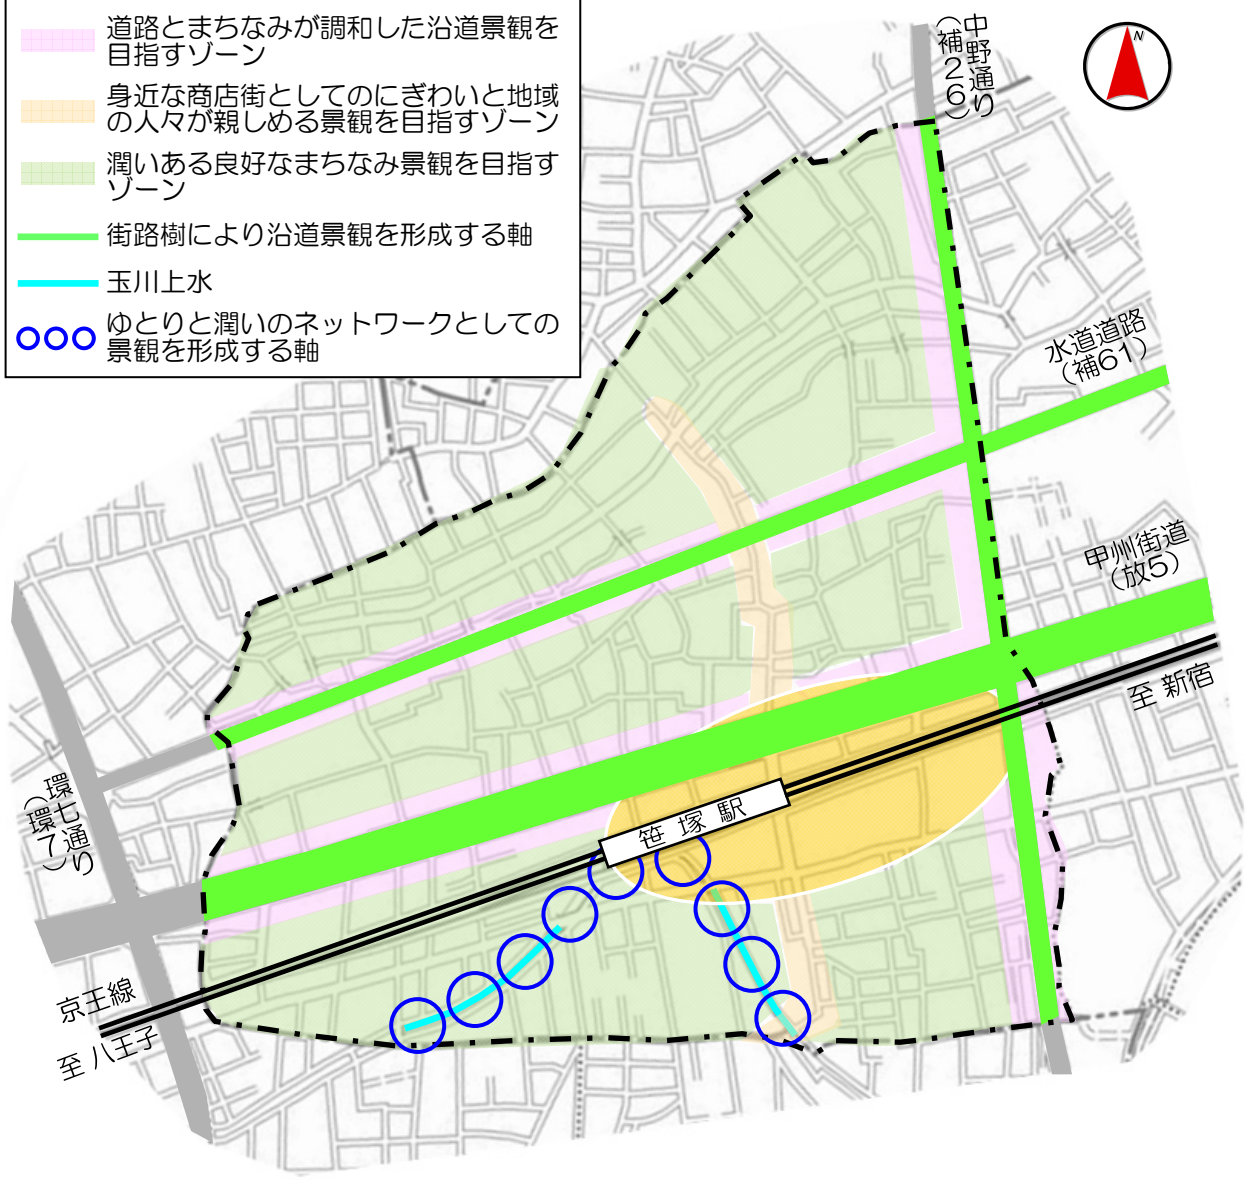 道路とまちなみが調和した沿道景観を
目指すゾーン
身近な商店街としてのにぎわいと地域
の人々が親しめる景観を目指すゾーン
潤いある良好なまちなみ景観を目指す
ゾーン
街路樹により沿道景観を形成する軸
玉川上水
ゆとりと潤いのネットワークとしての
景観を形成する軸
中野通り
(補26)
N
水道道路
(補61)
甲州街道
(放5)
至 新宿
笹塚駅
環七通り
(環7)
京王線
至 八王子